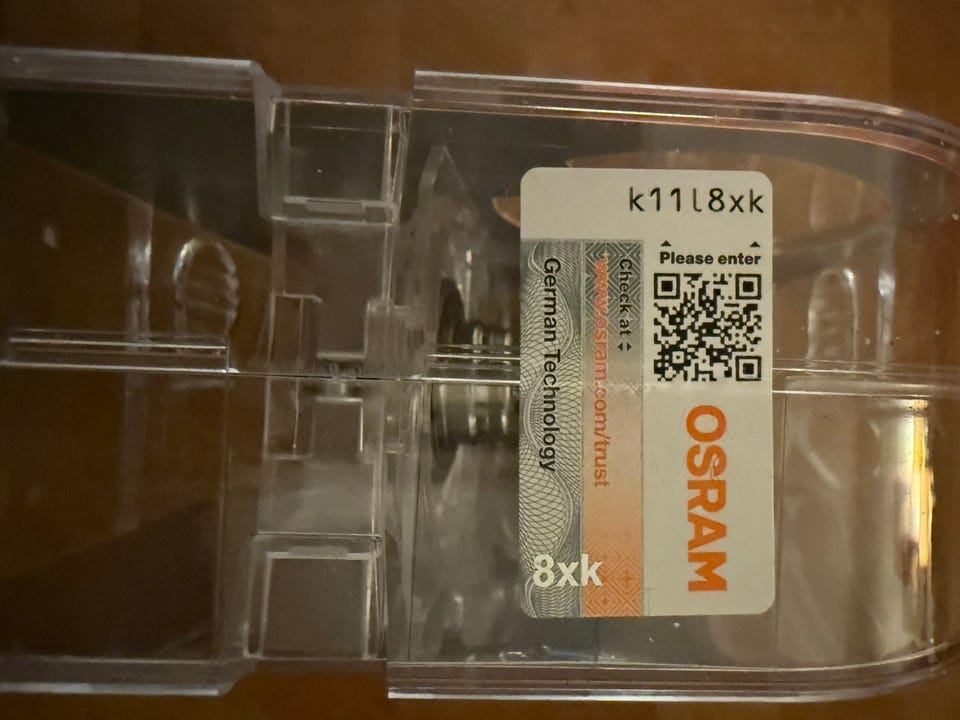 k11l8xk
Please enter
Check at
www.osram.com/trust
German Technology
OSRAM
8xk